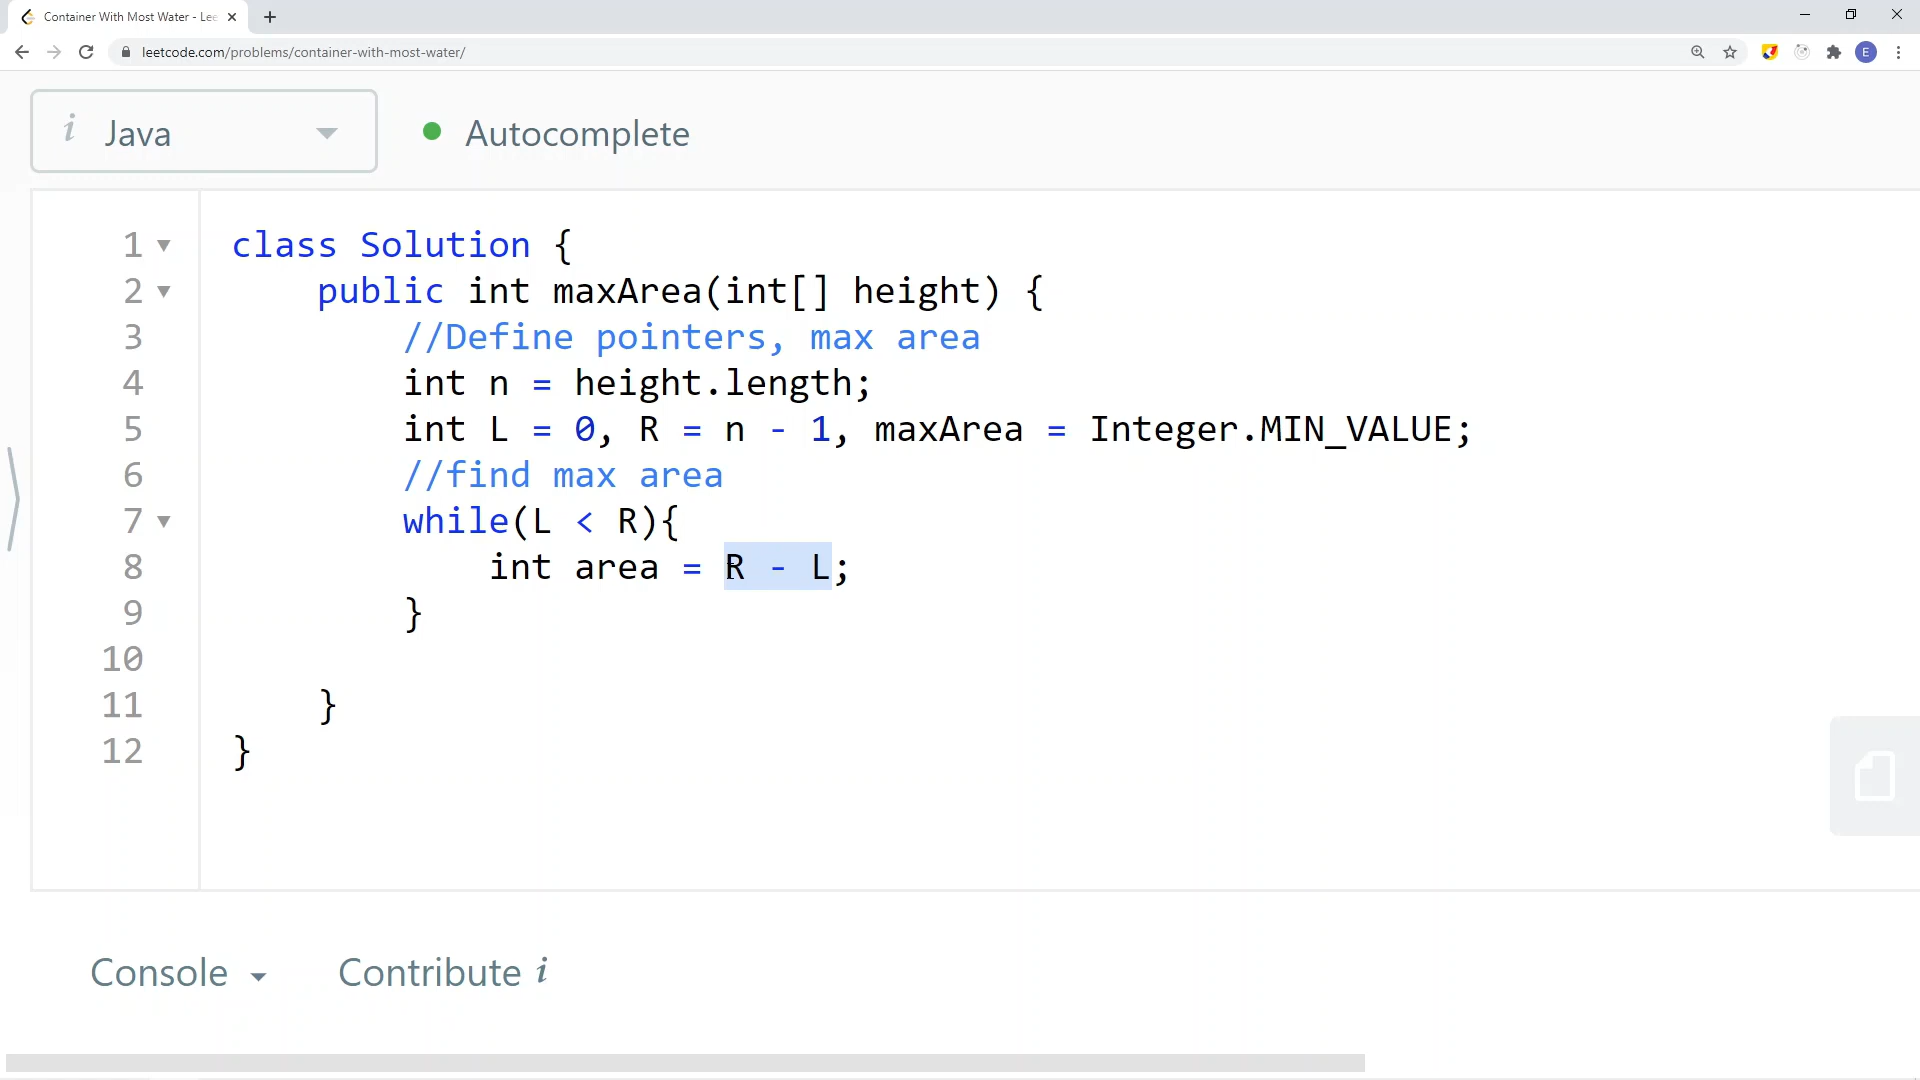 Container With Most Water - Lee
leetcode.com/problems/container-with-most-water/
E
i Java
Autocomplete
1 class Solution {
2 public int maxArea(int[] height) {
3 //Define pointers, max area
4 int n = height.length;
5 int L = 0, R = n - 1, maxArea = Integer.MIN_VALUE;
6 //find max area
7 while(L < R){
8 int area = R - L;
9 }
10
11 }
12 }
Console
Contribute i